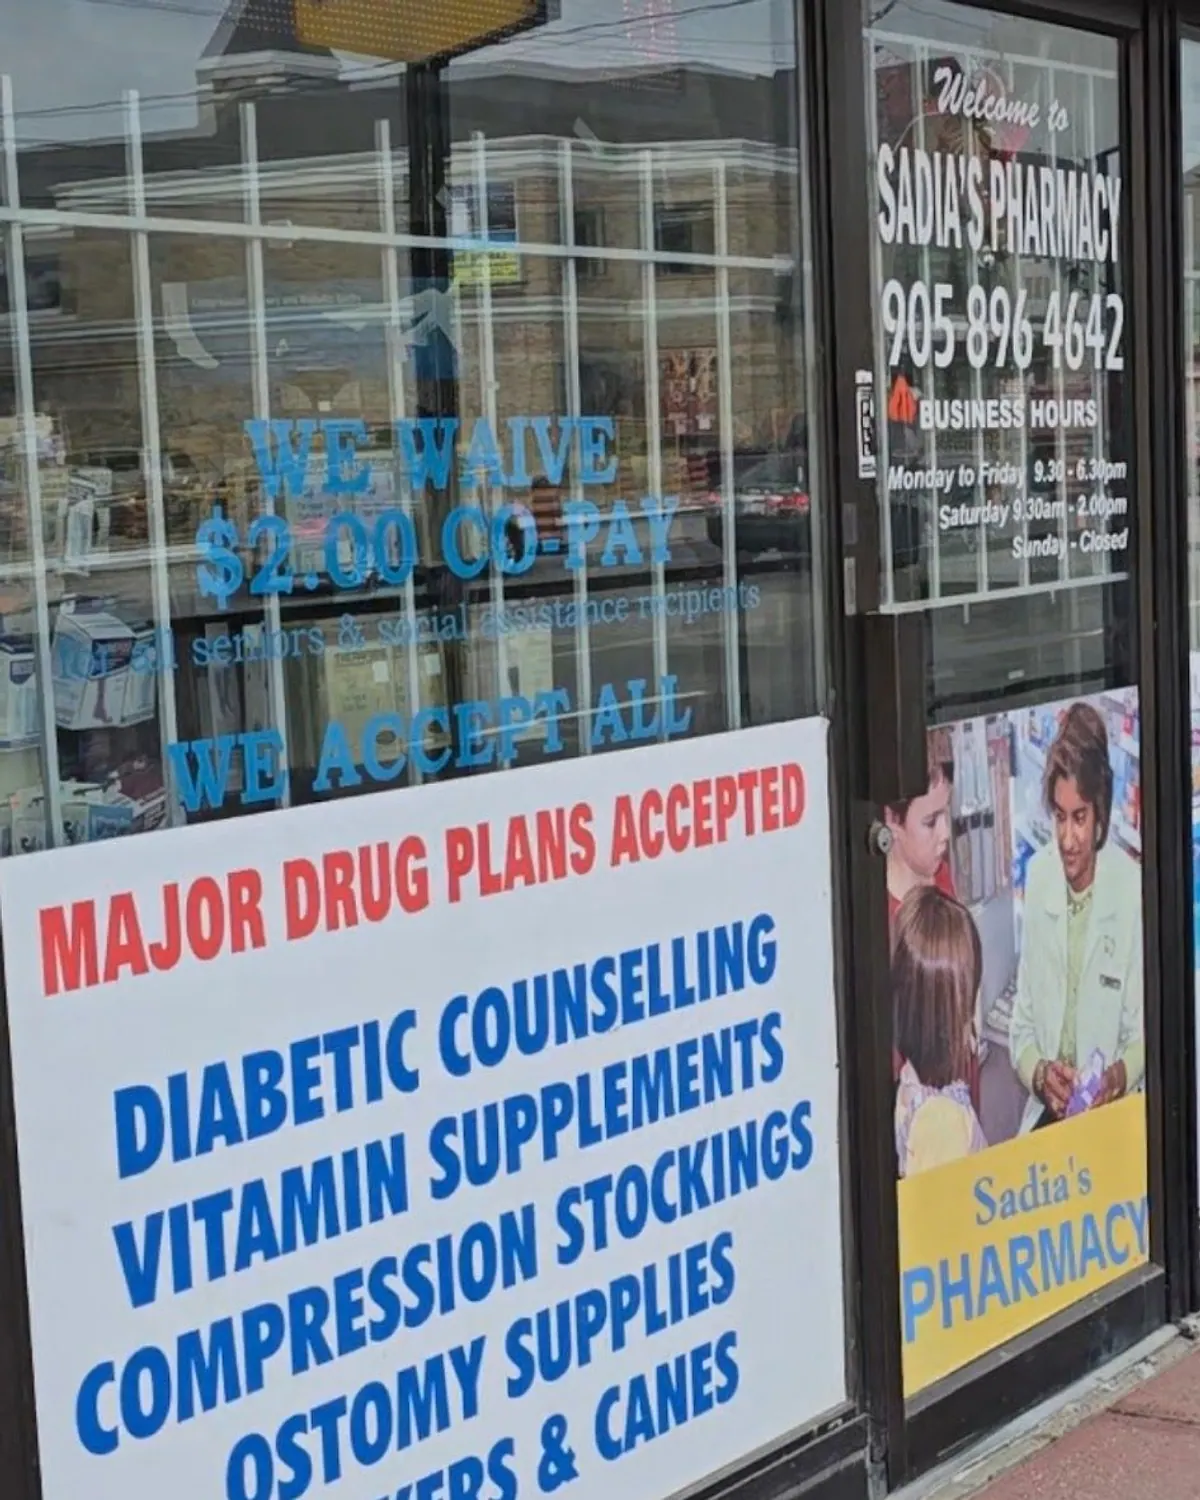 WE WAIVE
$2.00 CO-PAY
for all seniors & social assistance recipients
WE ACCEPT ALL
MAJOR DRUG PLANS ACCEPTED
DIABETIC COUNSELLING
VITAMIN SUPPLEMENTS
COMPRESSION STOCKINGS
OSTOMY SUPPLIES
& CANES
Welcome to
SADIA'S PHARMACY
905 896 4642
BUSINESS HOURS
Monday to Friday 9.30 - 6.30pm
Saturday 9.30am - 2.00pm
Sunday - Closed
PULL
Sadia's
PHARMACY